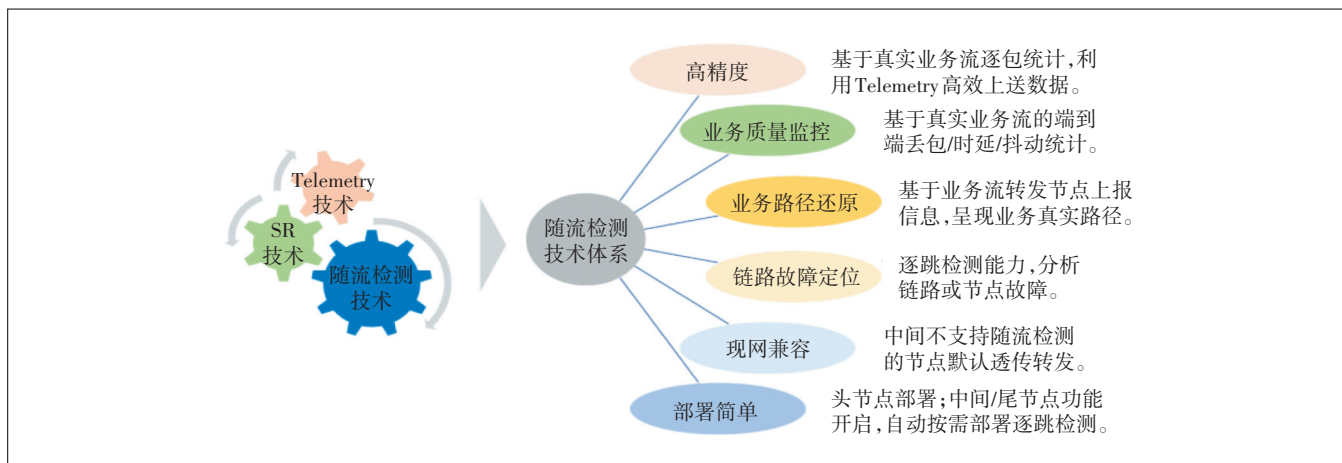 Telemetry
技术
SR
技术
随流检测
技术
随流检测
技术体系
高精度
基于真实业务流逐包统计,利
用Telemetry高效上送数据。
业务质量监控
基于真实业务流的端到
端丢包/时延/抖动统计。
业务路径还原
基于业务流转发节点上报
信息,呈现业务真实路径。
链路故障定位
逐跳检测能力,分析
链路或节点故障。
现网兼容
中间不支持随流检测
的节点默认透传转发。
部署简单
头节点部署;中间/尾节点功能
开启,自动按需部署逐跳检测。